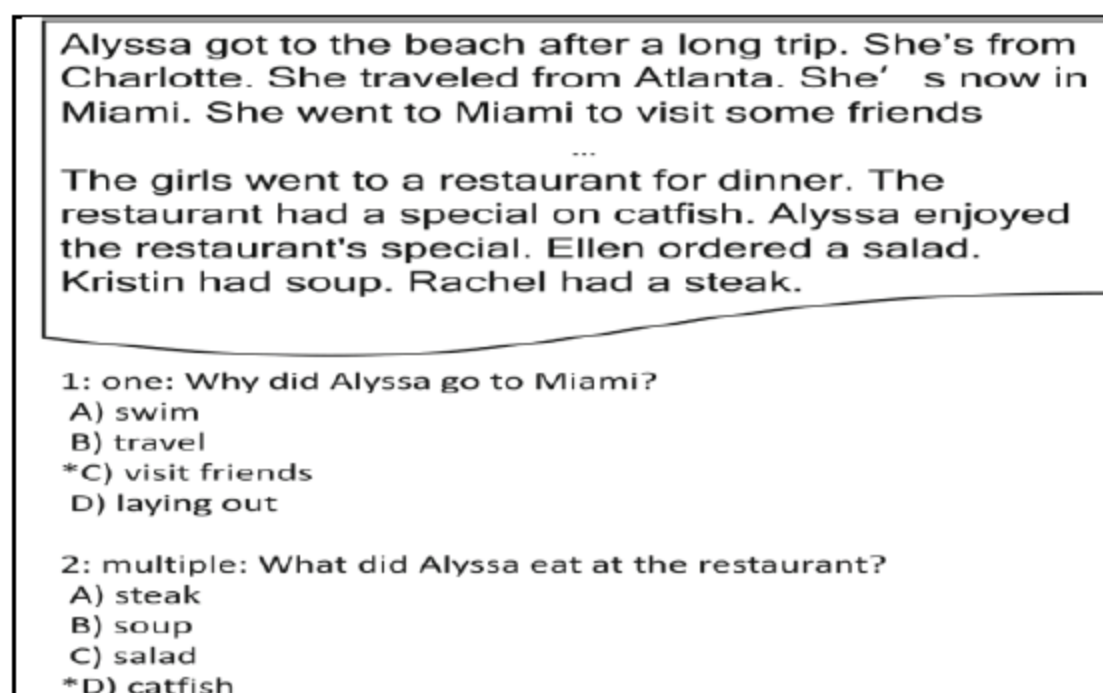 Alyssa got to the beach after a long trip. She's from
Charlotte. She traveled from Atlanta. She′ s now in
Miami. She went to Miami to visit some friends
...
The girls went to a restaurant for dinner. The
restaurant had a special on catfish. Alyssa enjoyed
the restaurant's special. Ellen ordered a salad.
Kristin had soup. Rachel had a steak.
1: one: Why did Alyssa go to Miami?
A) swim
B) travel
*C) visit friends
D) laying out
2: multiple: What did Alyssa eat at the restaurant?
A) steak
B) soup
C) salad
*D) catfish